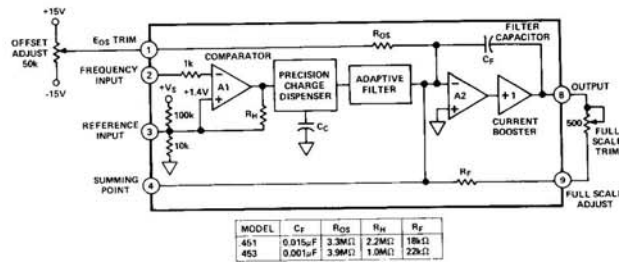 +15V
OFFSET
ADJUST
50k
-15V
EOS TRIM
1
FREQUENCY
INPUT
2
1k
COMPARATOR
A1
+VS
100k
+1.4V
REFERENCE
INPUT
3
10k
RH
PRECISION
CHARGE
DISPENSER
CC
ADAPTIVE
FILTER
ROS
FILTER
CAPACITOR
CF
A2
+1
CURRENT
BOOSTER
OUTPUT
8
500
FULL
SCALE
TRIM
SUMMING
POINT
4
RF
9
FULL SCALE
ADJUST
MODEL CF ROS RH RF
451 0.015µF 3.3MΩ 2.2MΩ 18kΩ
453 0.001µF 3.9MΩ 1.0MΩ 22kΩ